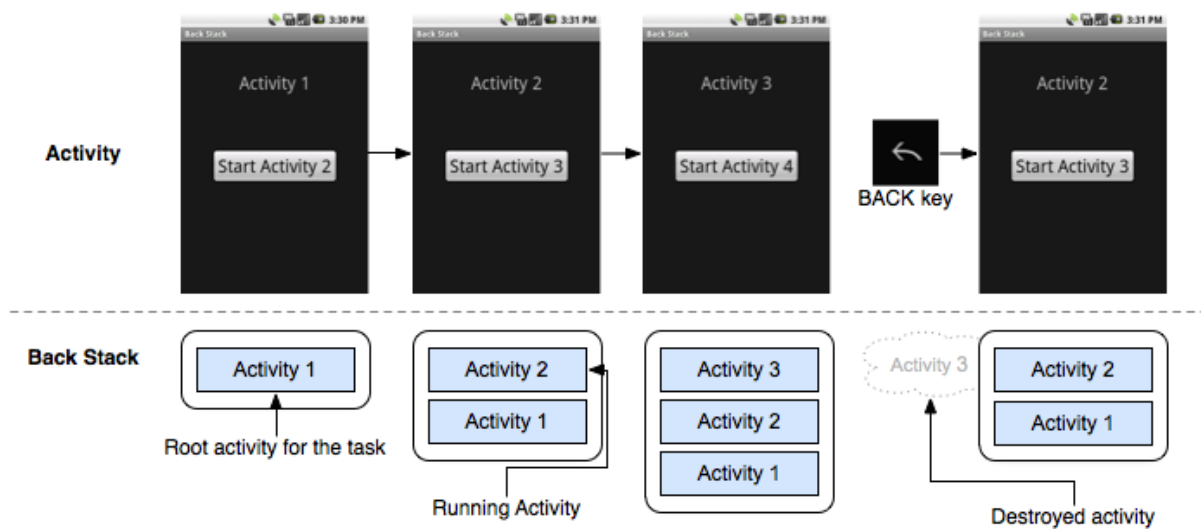 3:30 PM
Back Stack
Activity 1
Start Activity 2
3:31 PM
Back Stack
Activity 2
Start Activity 3
3:31 PM
Back Stack
Activity 3
Start Activity 4
BACK key
3:31 PM
Back Stack
Activity 2
Start Activity 3
Activity
Back Stack
Activity 1
Root activity for the task
Activity 2
Activity 1
Running Activity
Activity 3
Activity 2
Activity 1
Activity 3
Activity 2
Activity 1
Destroyed activity